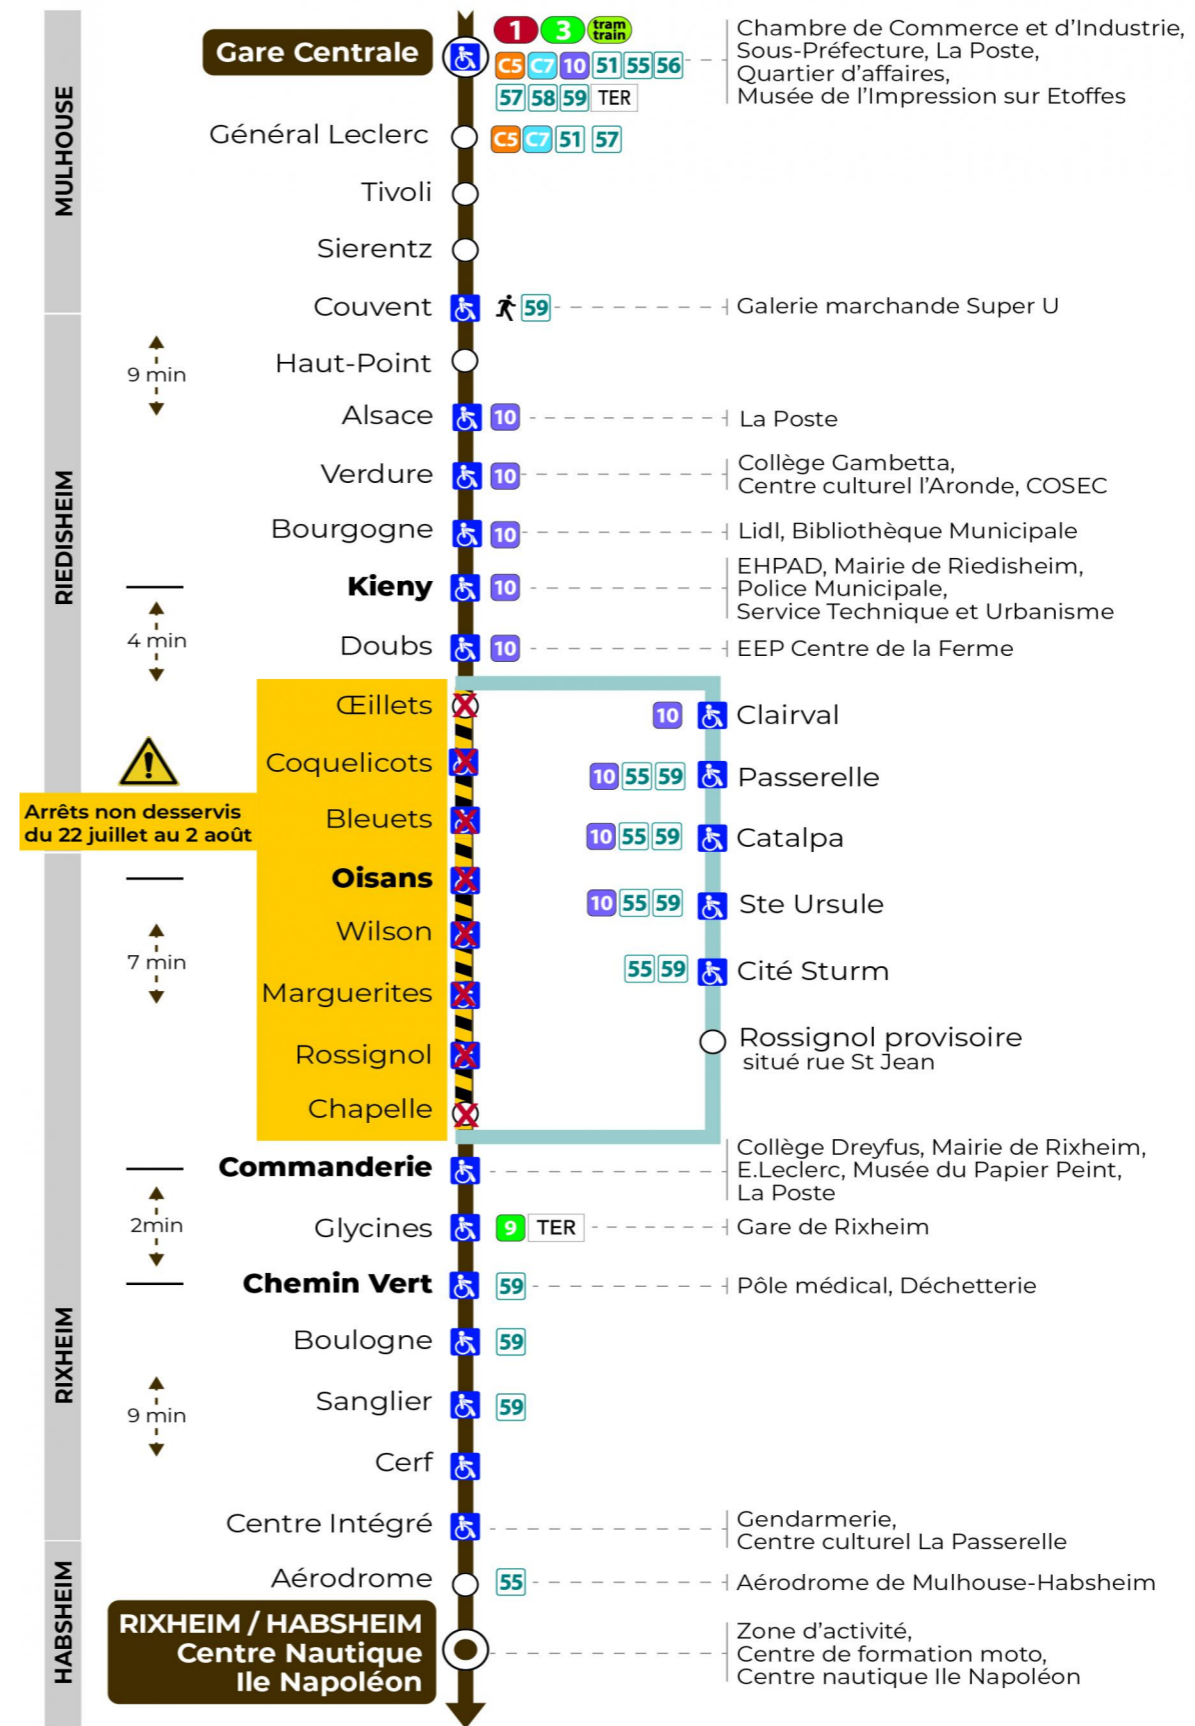 MULHOUSE
Gare Centrale
1 3 tram train
C5 C7 10 51 55 56
57 58 59 TER
Chambre de Commerce et d'Industrie,
Sous-Préfecture, La Poste,
Quartier d'affaires,
Musée de l'Impression sur Etoffes
Général Leclerc C5 C7 51 57
Tivoli
Sierentz
Couvent 59 Galerie marchande Super U
RIEDISHEIM
9 min
Haut-Point
Alsace 10 La Poste
Verdure 10
Collège Gambetta,
Centre culturel l'Aronde, COSEC
Bourgogne 10 Lidl, Bibliothèque Municipale
Kieny 10
EHPAD, Mairie de Riedisheim,
Police Municipale,
Service Technique et Urbanisme
4 min
Doubs 10 EEP Centre de la Ferme
Œillets
Coquelicots
Bleuets
Arrêts non desservis
du 22 juillet au 2 août
Oisans
Wilson
7 min
Marguerites
Rossignol
Chapelle
10 Clairval
10 55 59 Passerelle
10 55 59 Catalpa
10 55 59 Ste Ursule
55 59 Cité Sturm
Rossignol provisoire
situé rue St Jean
RIXHEIM
Commanderie
Collège Dreyfus, Mairie de Rixheim,
E.Leclerc, Musée du Papier Peint,
La Poste
2min
Glycines 9 TER Gare de Rixheim
Chemin Vert 59 Pôle médical, Déchetterie
Boulogne 59
Sanglier 59
9 min
Cerf
Centre Intégré
Gendarmerie,
Centre culturel La Passerelle
HABSHEIM
Aérodrome 55 Aérodrome de Mulhouse-Habsheim
RIXHEIM / HABSHEIM
Centre Nautique
Ile Napoléon
Zone d'activité,
Centre de formation moto,
Centre nautique Ile Napoléon